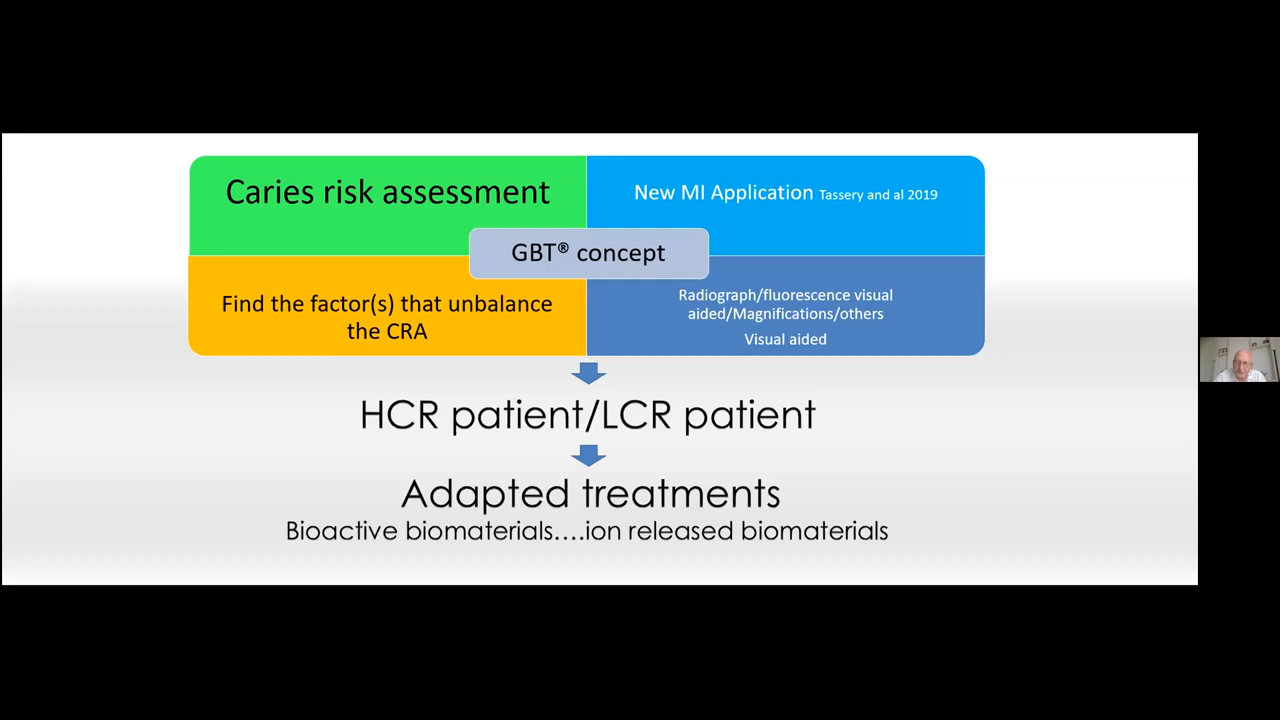 Caries risk assessment
New MI Application Tassery and al 2019
GBT® concept
Find the factor(s) that unbalance
the CRA
Radiograph/fluorescence visual
aided/Magnifications/others
Visual aided
HCR patient/LCR patient
Adapted treatments
Bioactive biomaterials....ion released biomaterials